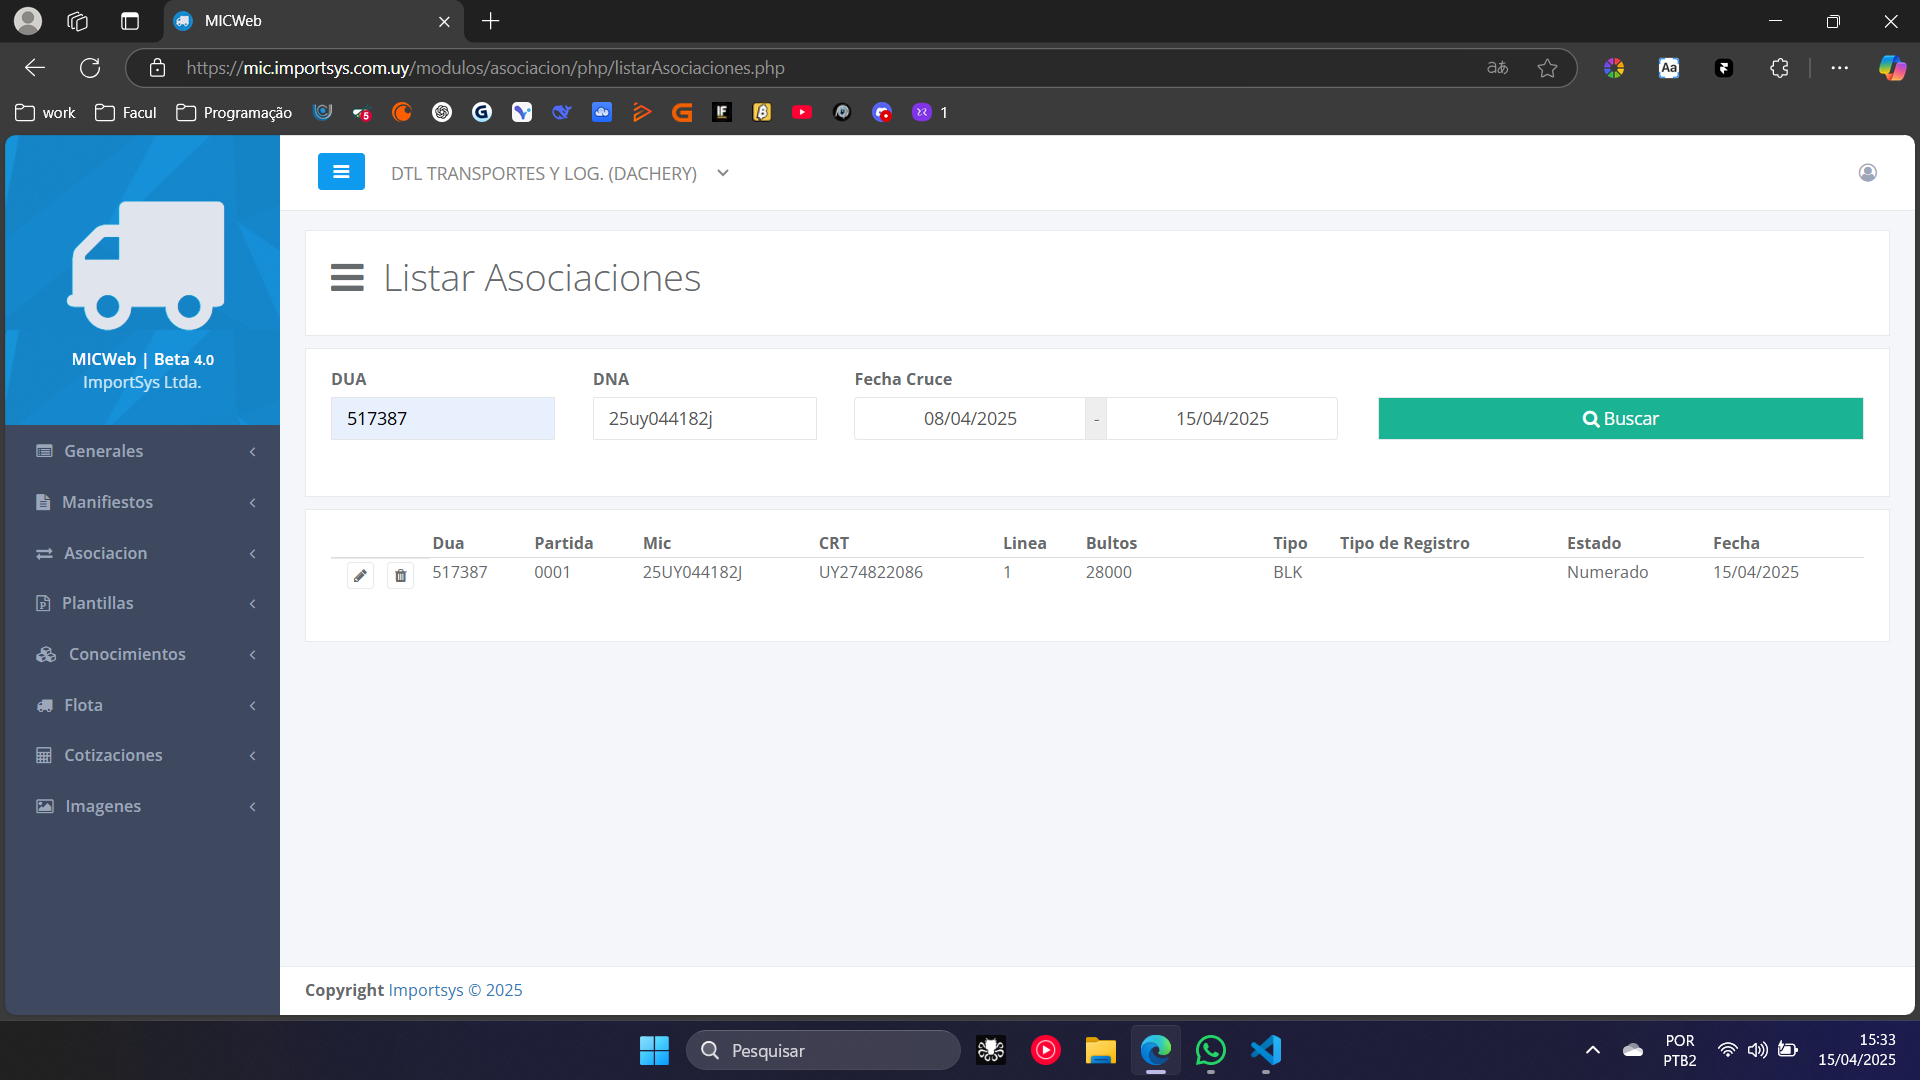 MICWeb
https://mic.importsys.com.uy/modulos/asociacion/php/listarAsociaciones.php
work
Facul
Programação
1
DTL TRANSPORTES Y LOG. (DACHERY)
MICWeb | Beta 4.0
ImportSys Ltda.
Generales
Manifiestos
Asociacion
Plantillas
Conocimientos
Flota
Cotizaciones
Imagenes
Listar Asociaciones
DUA DNA Fecha Cruce
517387 25uy044182j 08/04/2025 - 15/04/2025 Buscar
Dua Partida Mic CRT Linea Bultos Tipo Tipo de Registro Estado Fecha
517387 0001 25UY044182J UY274822086 1 28000 BLK Numerado 15/04/2025
Copyright Importsys © 2025
Pesquisar
POR
PTB2
15:33
15/04/2025